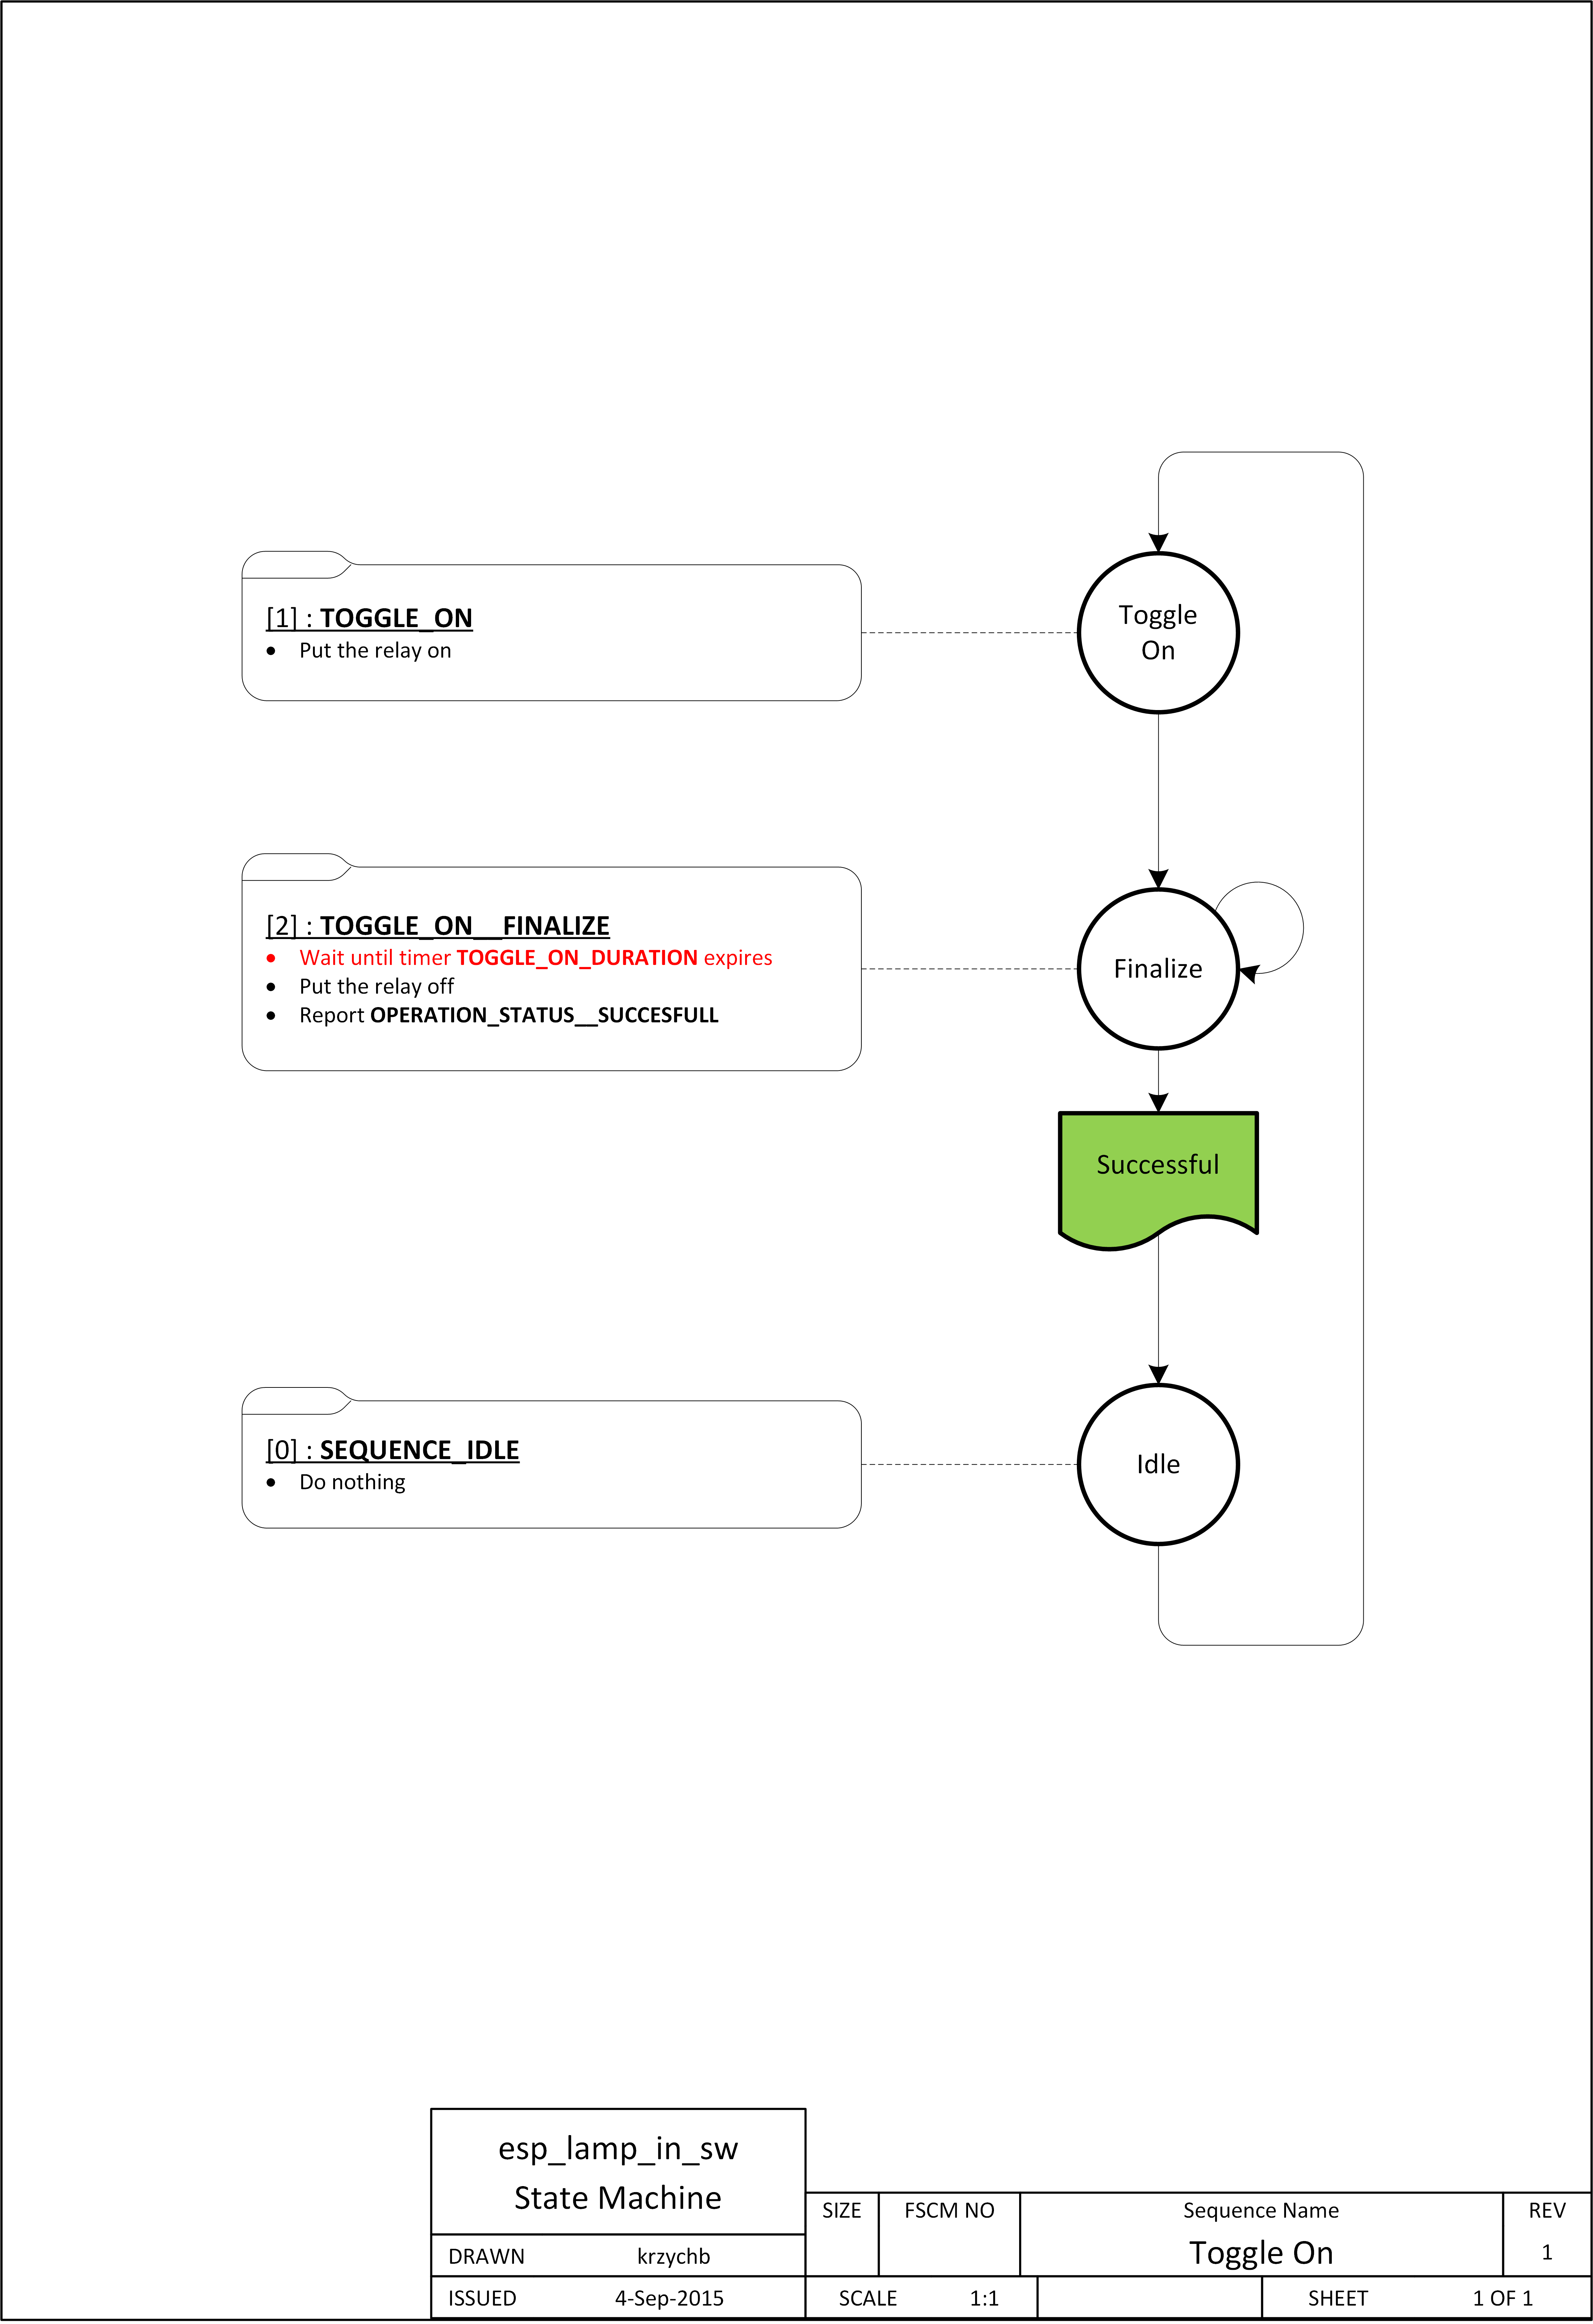 [1] : TOGGLE_ON
• Put the relay on
Toggle
On
[2] : TOGGLE_ON__FINALIZE
• Wait until timer TOGGLE_ON_DURATION expires
• Put the relay off
• Report OPERATION_STATUS__SUCCESFULL
Finalize
Successful
[0] : SEQUENCE_IDLE
• Do nothing
Idle
esp_lamp_in_sw
State Machine
DRAWN krzychb
ISSUED 4-Sep-2015
SIZE
FSCM NO
Sequence Name
Toggle On
REV
1
SCALE 1:1
SHEET 1 OF 1